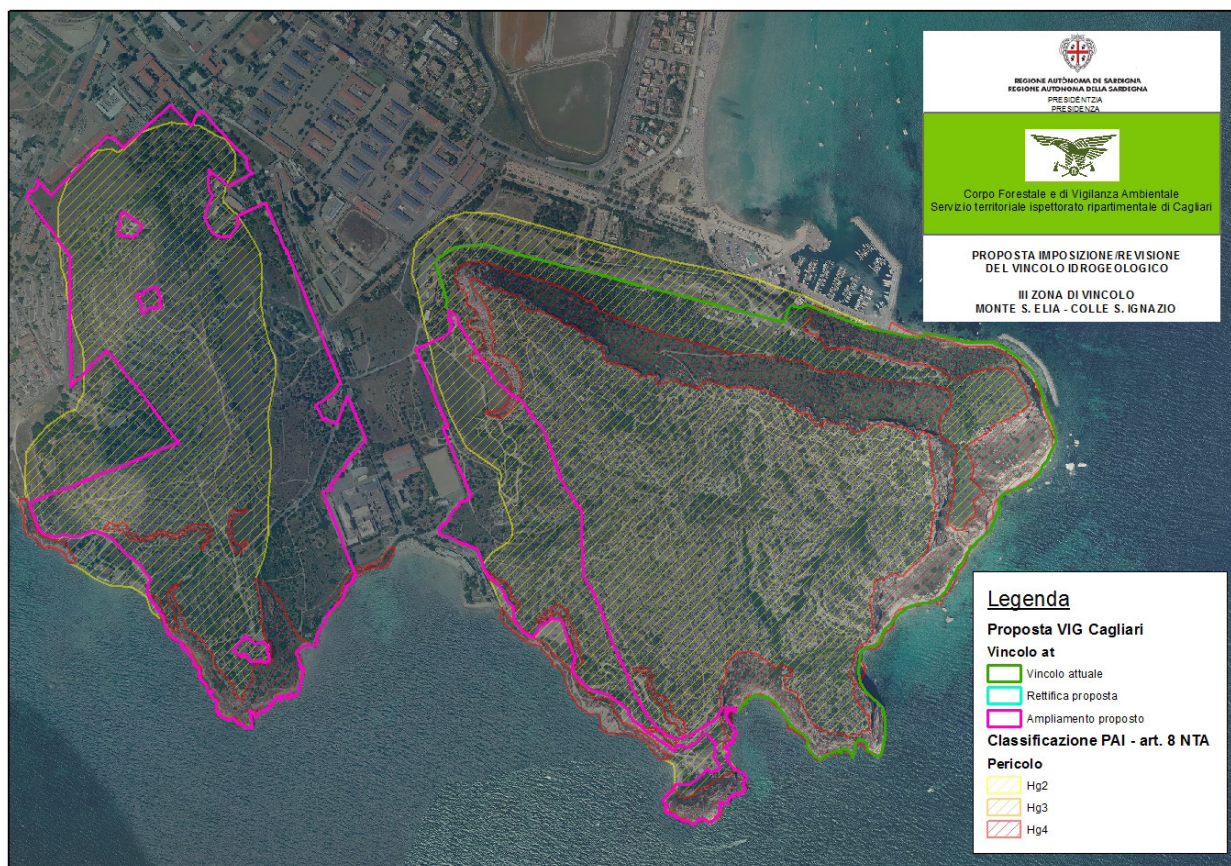 REGIONE AUTÒNOMA DE SARDIGNA
REGIONE AUTONOMA DELLA SARDEGNA
PRESIDÈNTZIA
PRESIDENZA
Corpo Forestale e di Vigilanza Ambientale
Servizio territoriale ispettorato ripartimentale di Cagliari
PROPOSTA IMPOSIZIONE/REVISIONE
DEL VINCOLO IDROGEOLOGICO
III ZONA DI VINCOLO
MONTE S. ELIA - COLLE S. IGNAZIO
Legenda
Proposta VIG Cagliari
Vincolo at
Vincolo attuale
Rettifica proposta
Ampliamento proposto
Classificazione PAI - art. 8 NTA
Pericolo
Hg2
Hg3
Hg4